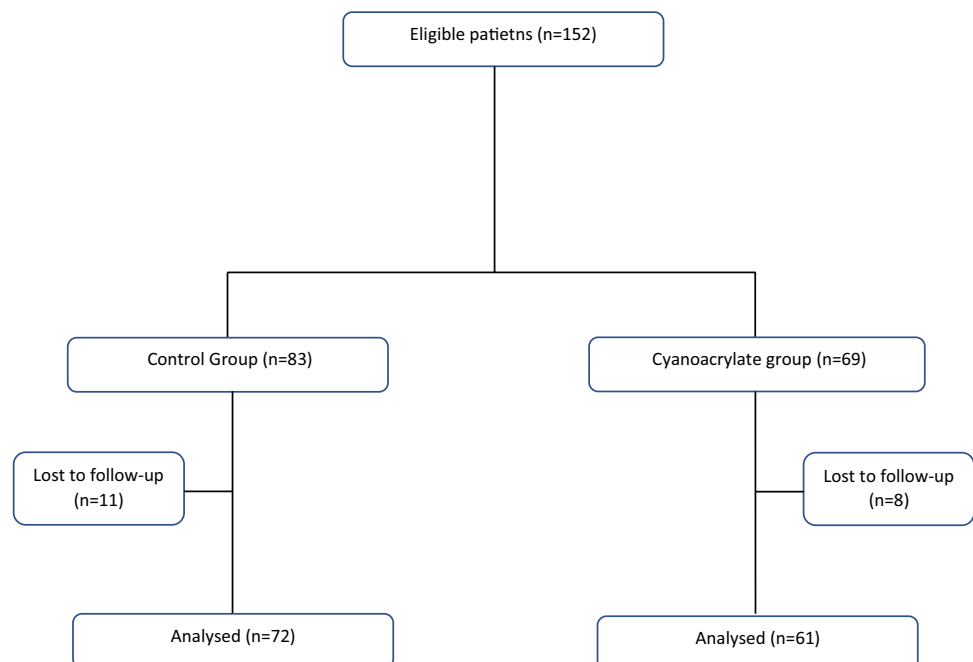 Eligible patietns (n=152)
Control Group (n=83)
Cyanoacrylate group (n=69)
Lost to follow-up
(n=11)
Lost to follow-up
(n=8)
Analysed (n=72)
Analysed (n=61)